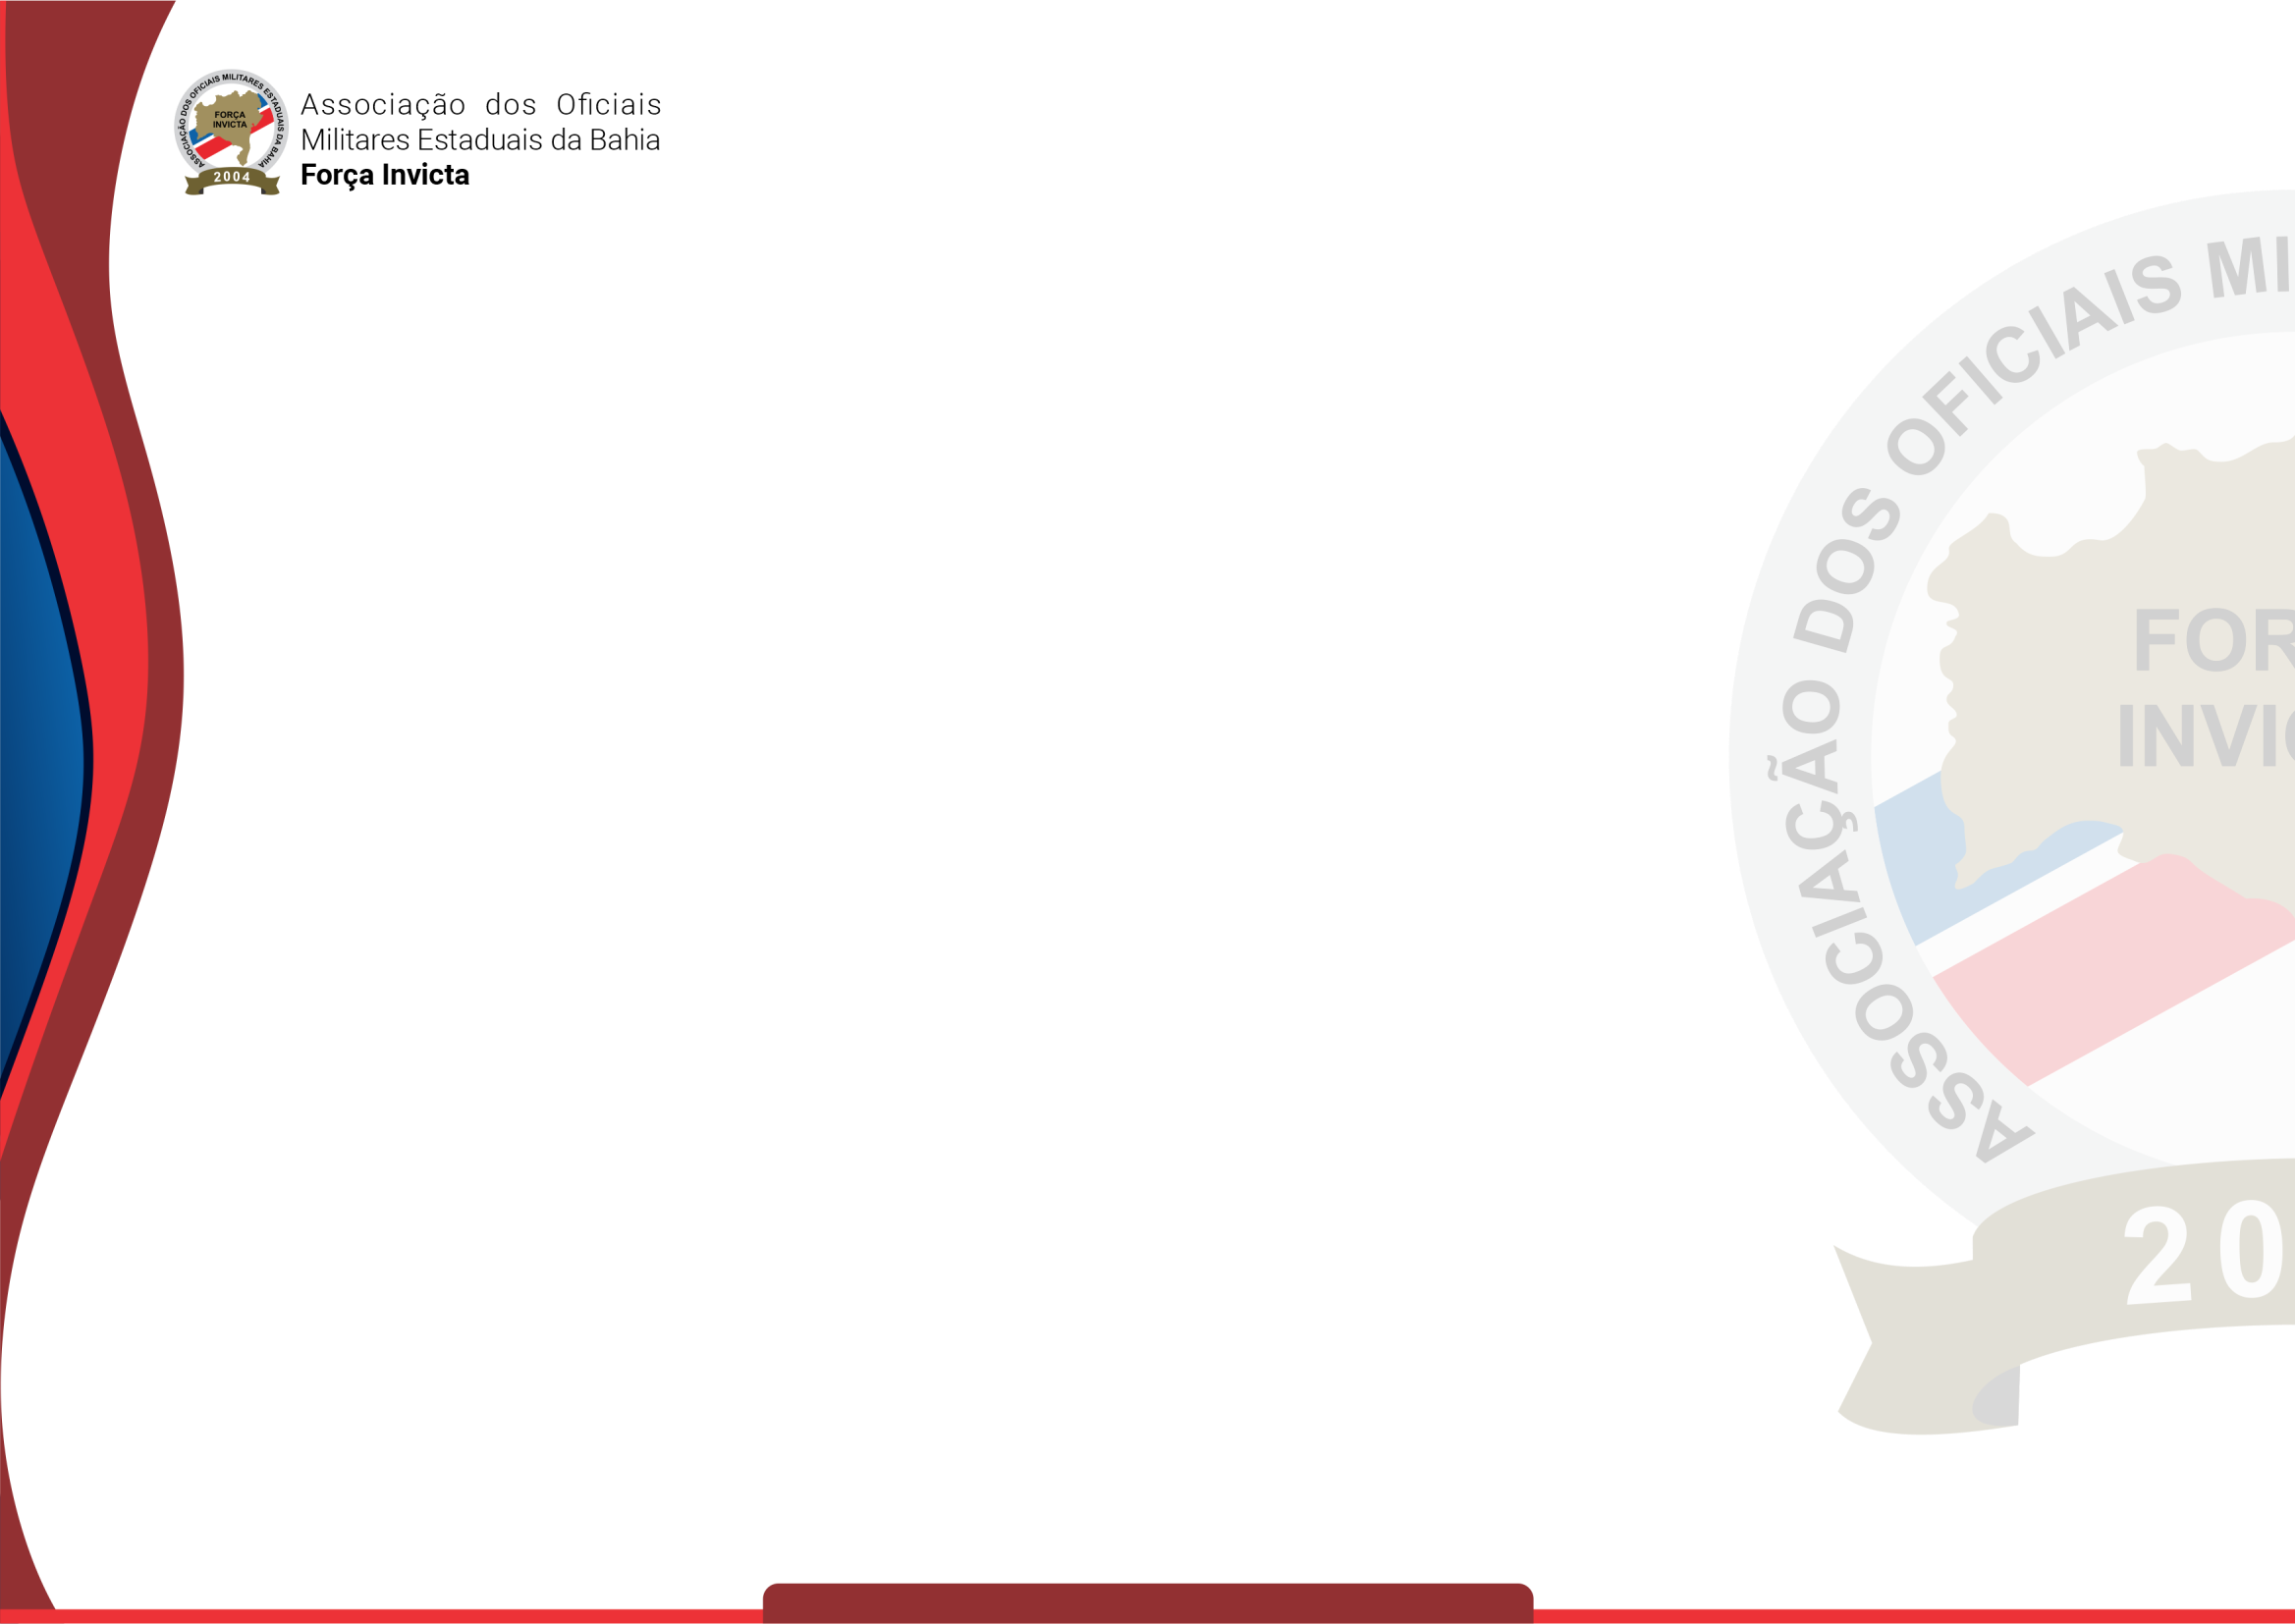 ASSOCIAÇÃO DOS OFICIAIS MILITARES ESTADUAIS DA BAHIA
FORÇA
INVICTA
2004
Associação dos Oficiais
Militares Estaduais da Bahia
Força Invicta
ASSOCIAÇÃO DOS OFICIAIS MI
FOR
INVIC
20